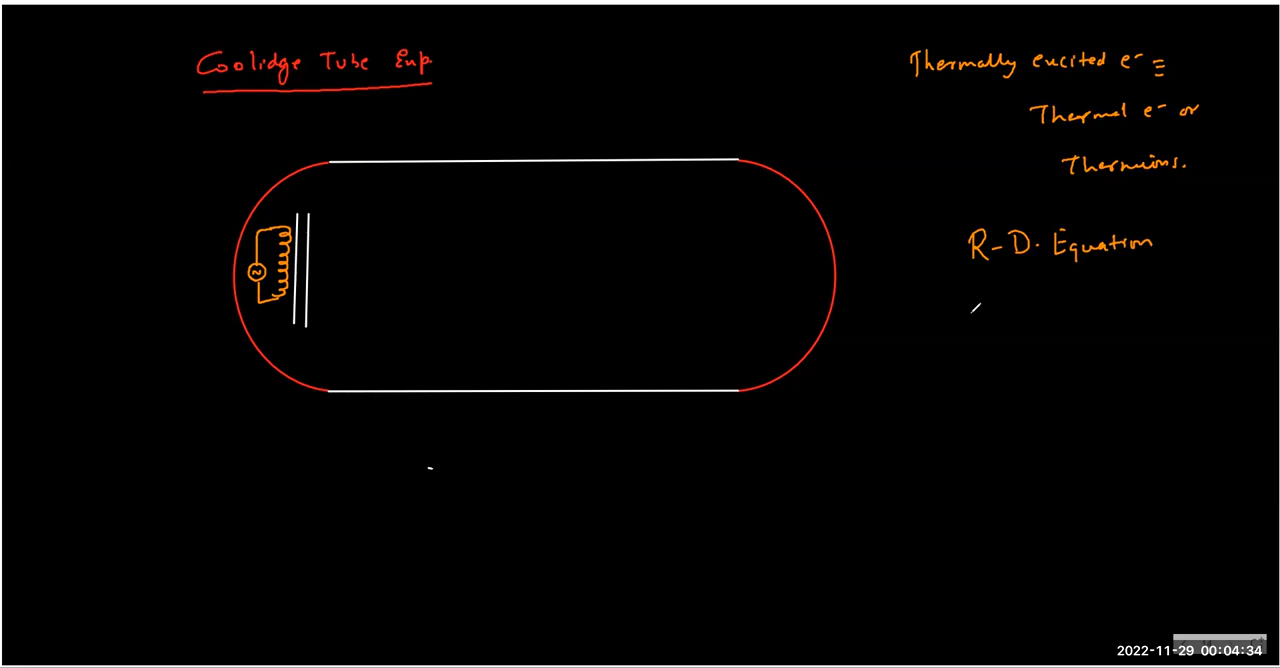 Coolidge Tube Exp.
Thermally excited e⁻ ≡
Thermal e⁻ or
Thermions.
R-D. Equation
~
2022-11-29 00:04:34